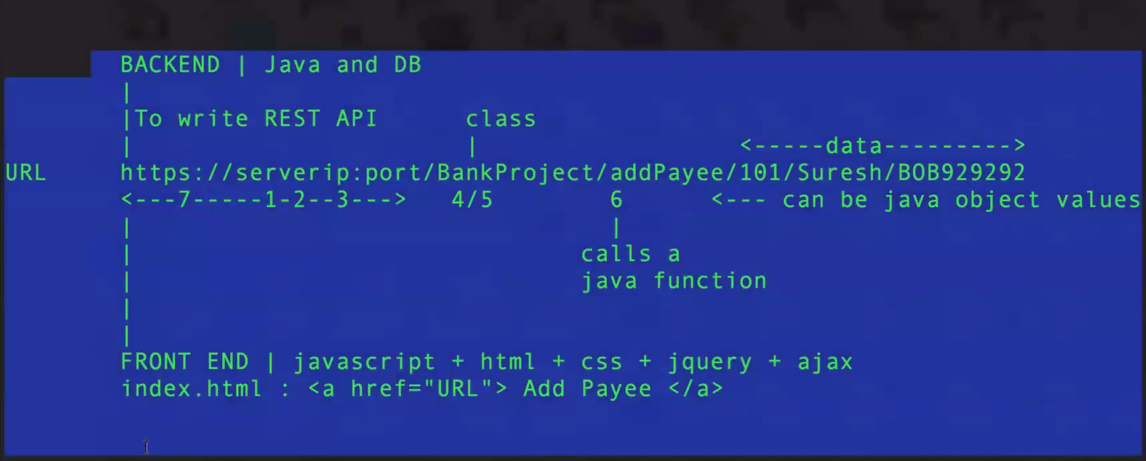 BACKEND | Java and DB
|
|To write REST API class
| | <-----data--------->
URL https://serverip:port/BankProject/addPayee/101/Suresh/BOB929292
<---7-----1-2--3---> 4/5 6 <--- can be java object values
| |
| calls a
| java function
|
|
FRONT END | javascript + html + css + jquery + ajax
index.html : <a href="URL"> Add Payee </a>